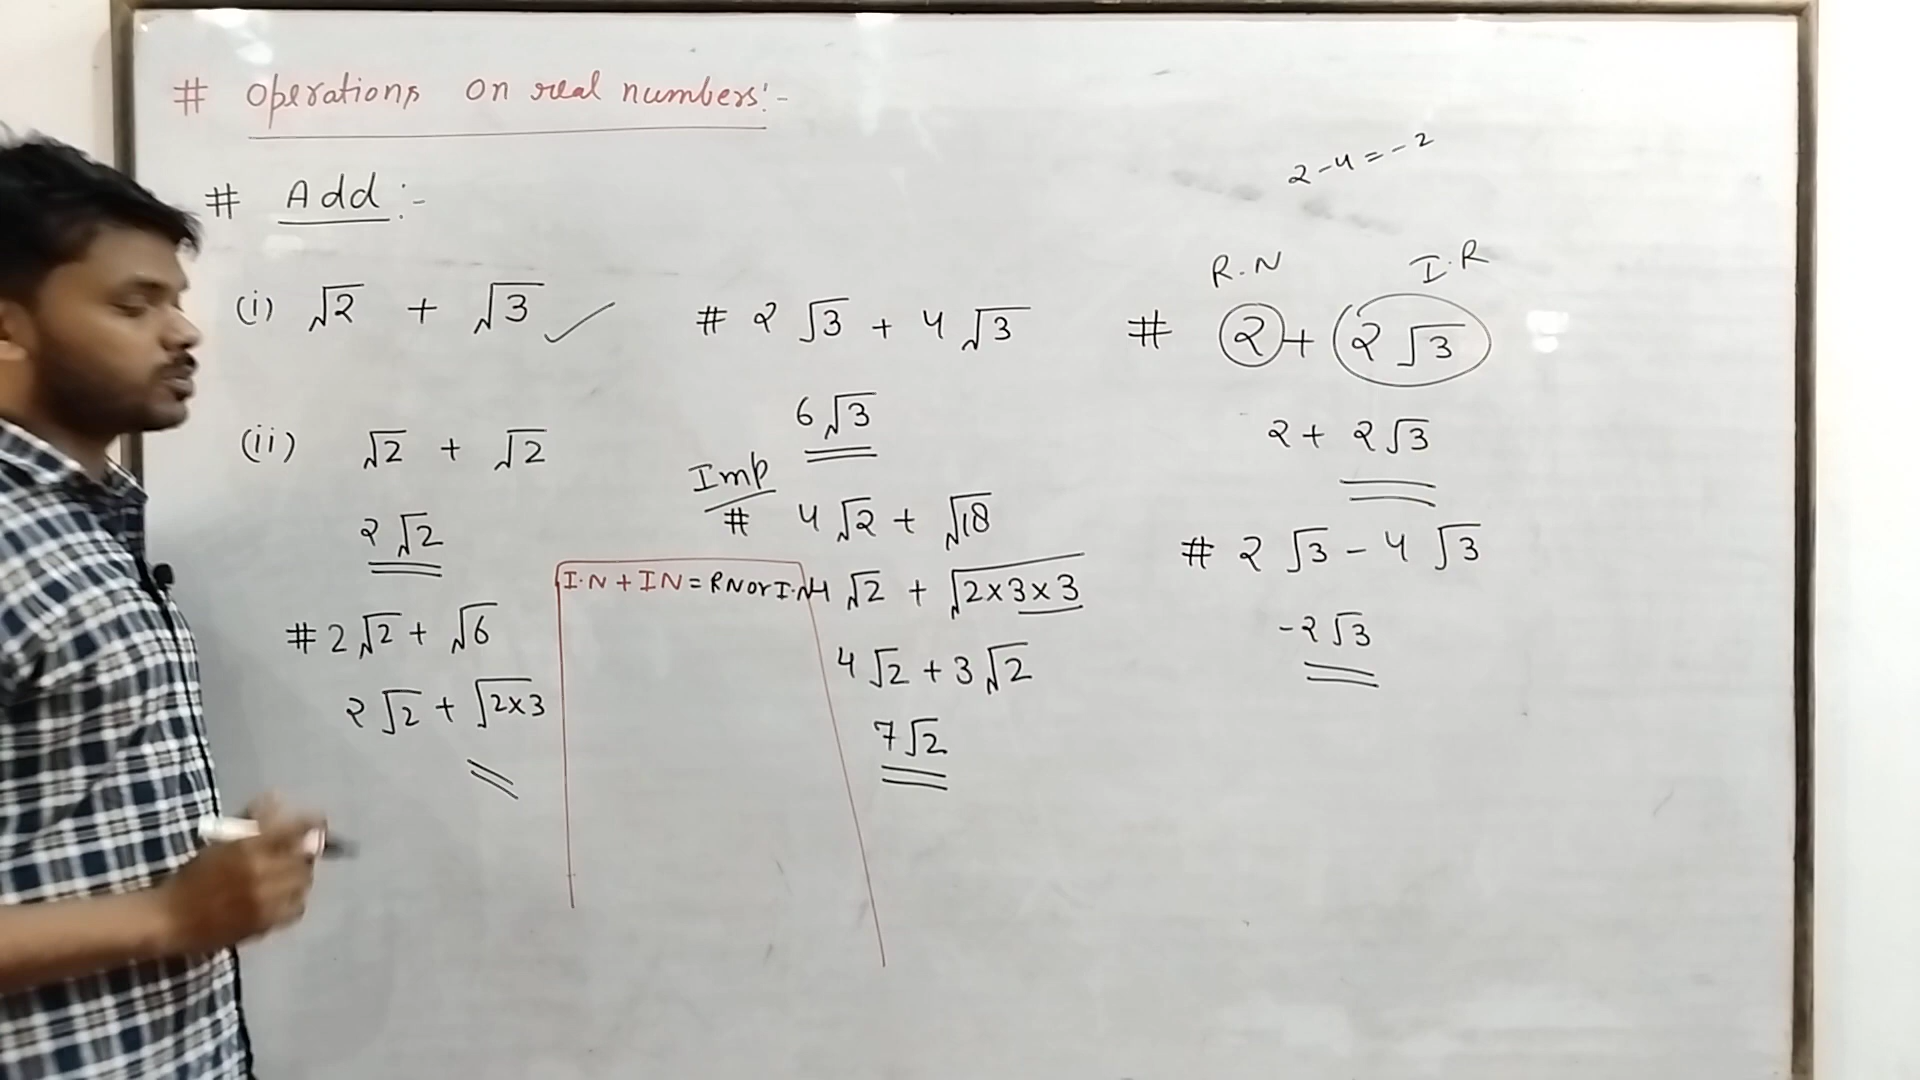 # Operations on real numbers:-
# Add:-
(i) √2 + √3 ✓
(ii) √2 + √2
2√2
# 2√2 + √6
2√2 + √2×3
I.N + IN = RN or I.N
# 2√3 + 4√3
6√3
Imp
# 4√2 + √18
4√2 + √2×3×3
4√2 + 3√2
7√2
2-4=-2
R.N I.R
# 2 + 2√3
2 + 2√3
# 2√3 - 4√3
-2√3